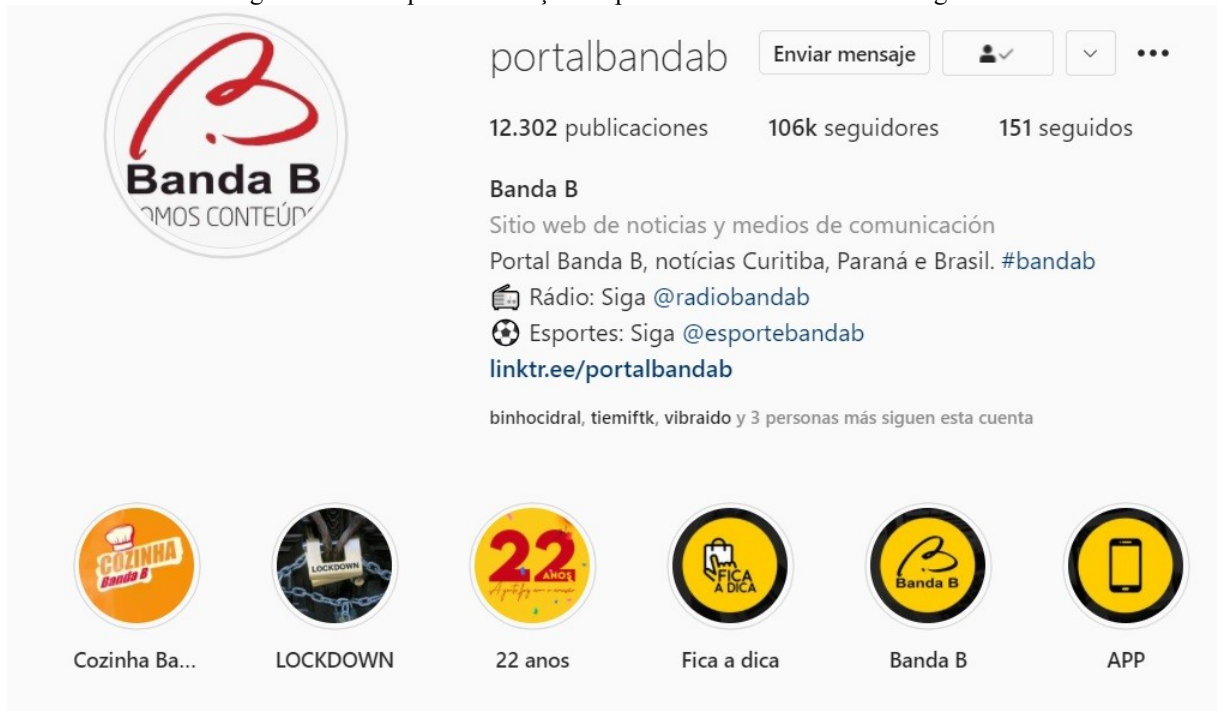 portalbandab Enviar mensaje
12.302 publicaciones 106k seguidores 151 seguidos
Banda B
Banda B
Sitio web de noticias y medios de comunicación
Portal Banda B, notícias Curitiba, Paraná e Brasil. #bandab
Rádio: Siga @radiobandab
Esportes: Siga @esportebandab
linktr.ee/portalbandab
binhocidral, tiemiftk, vibraido y 3 personas más siguen esta cuenta
COZINHA
Banda B
LOCKDOWN
22
ANOS
FICA
A DICA
Banda B
Cozinha Ba... LOCKDOWN 22 anos Fica a dica Banda B APP